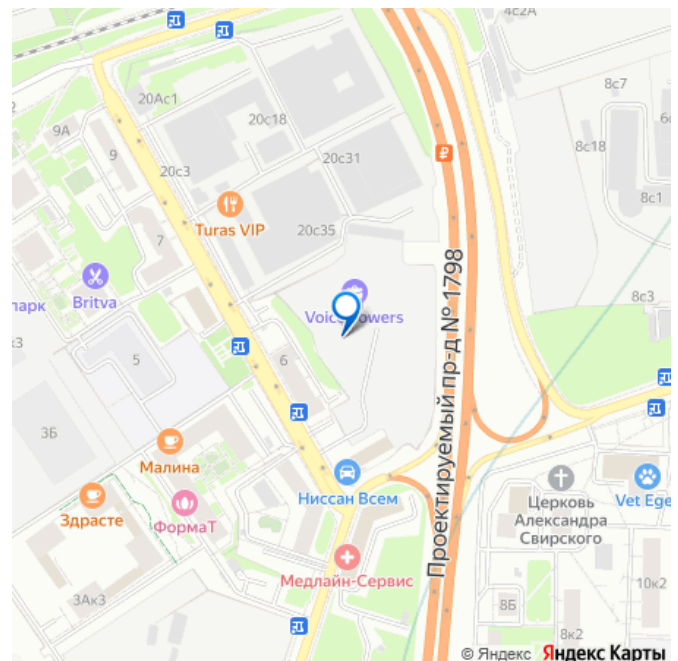 4с2А
20Ас1
8с7
20с18
9А
8с18
9
20с31
20с3
8с1
Turas VIP
20с35
7
парк
Britva
8с3
5
6
3Б
Проектируемый пр-д № 1798
Малина
Ниссан Всем
Здрасте
ФормаТ
Церковь
Александра
Свирского
Vet Ege
Медлайн-Сервис
10к2
3Ак3
8Б
8к2
© Яндекс Яндекс Карты